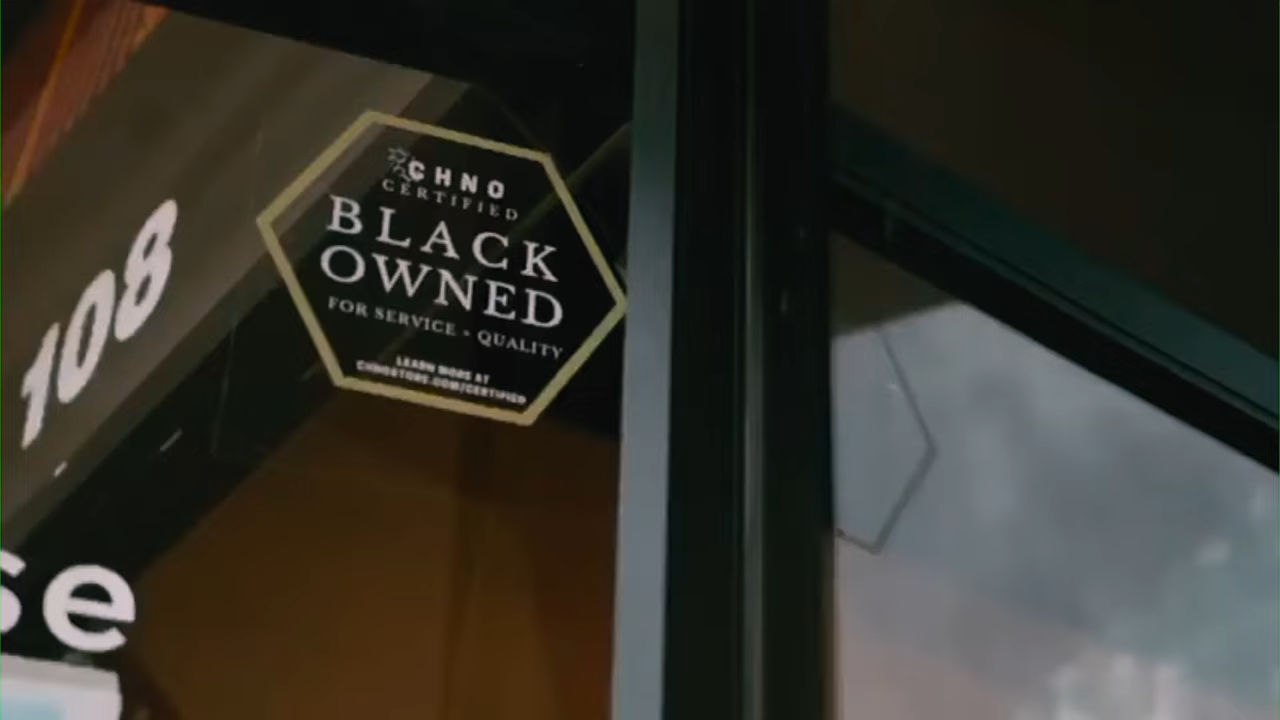 CHNO
CERTIFIED
BLACK
OWNED
FOR SERVICE - QUALITY
LEARN MORE AT
CHNOSTORE.COM/CERTIFIED
108
se